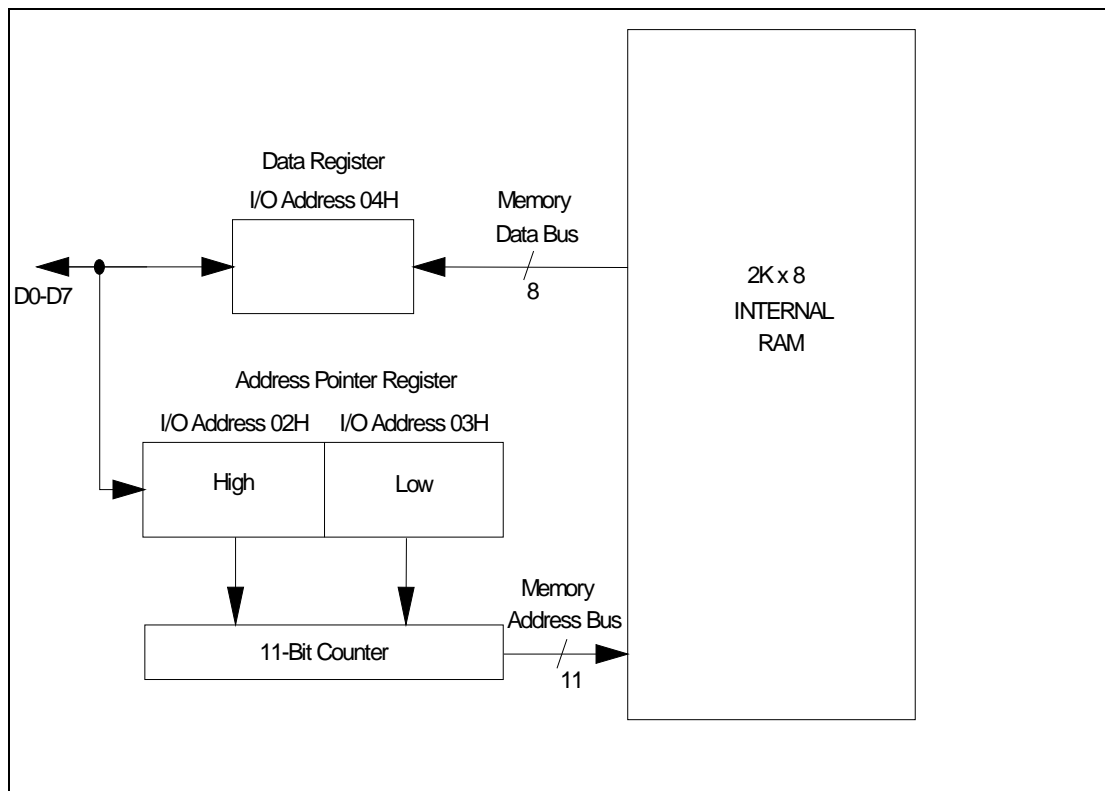 Data Register
I/O Address 04H
Memory
Data Bus
8
D0-D7
2K x 8
INTERNAL
RAM
Address Pointer Register
I/O Address 02H
I/O Address 03H
High
Low
Memory
Address Bus
11
11-Bit Counter